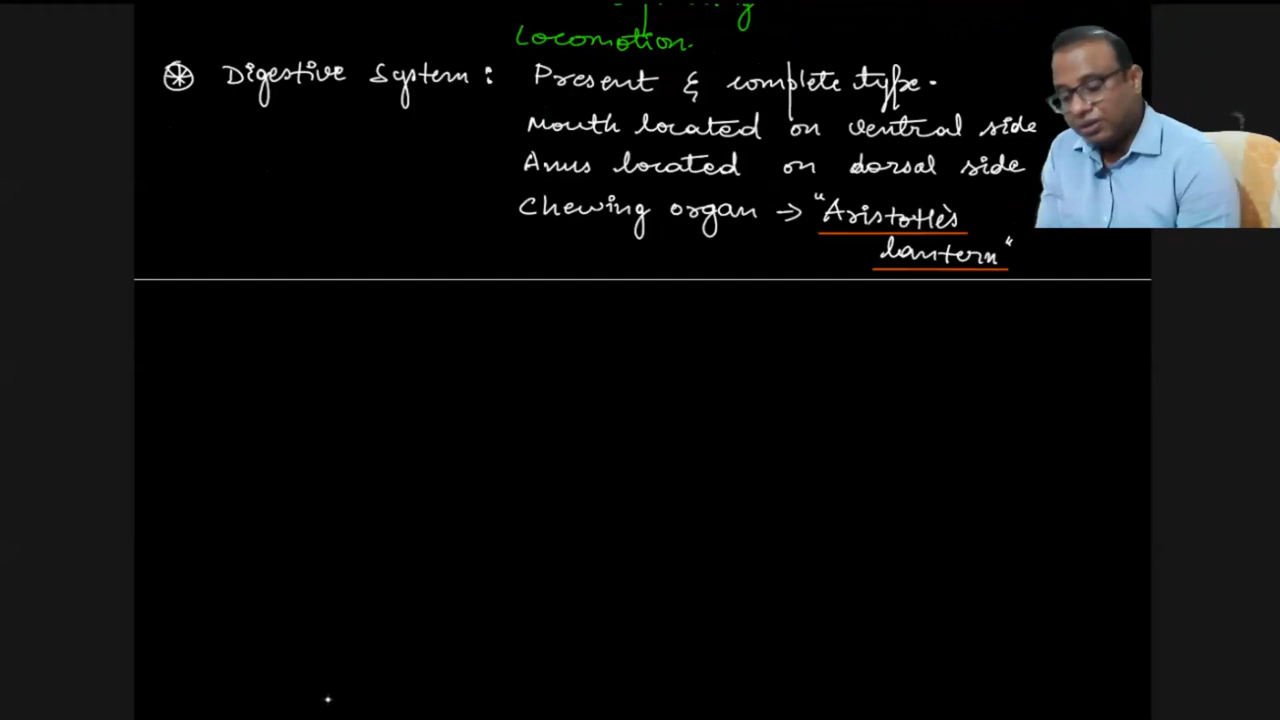 Locomotion.
Digestive System : Present & complete type.
Mouth located on ventral side
Anus located on dorsal side
Chewing organ → "Aristotle's
lantern"